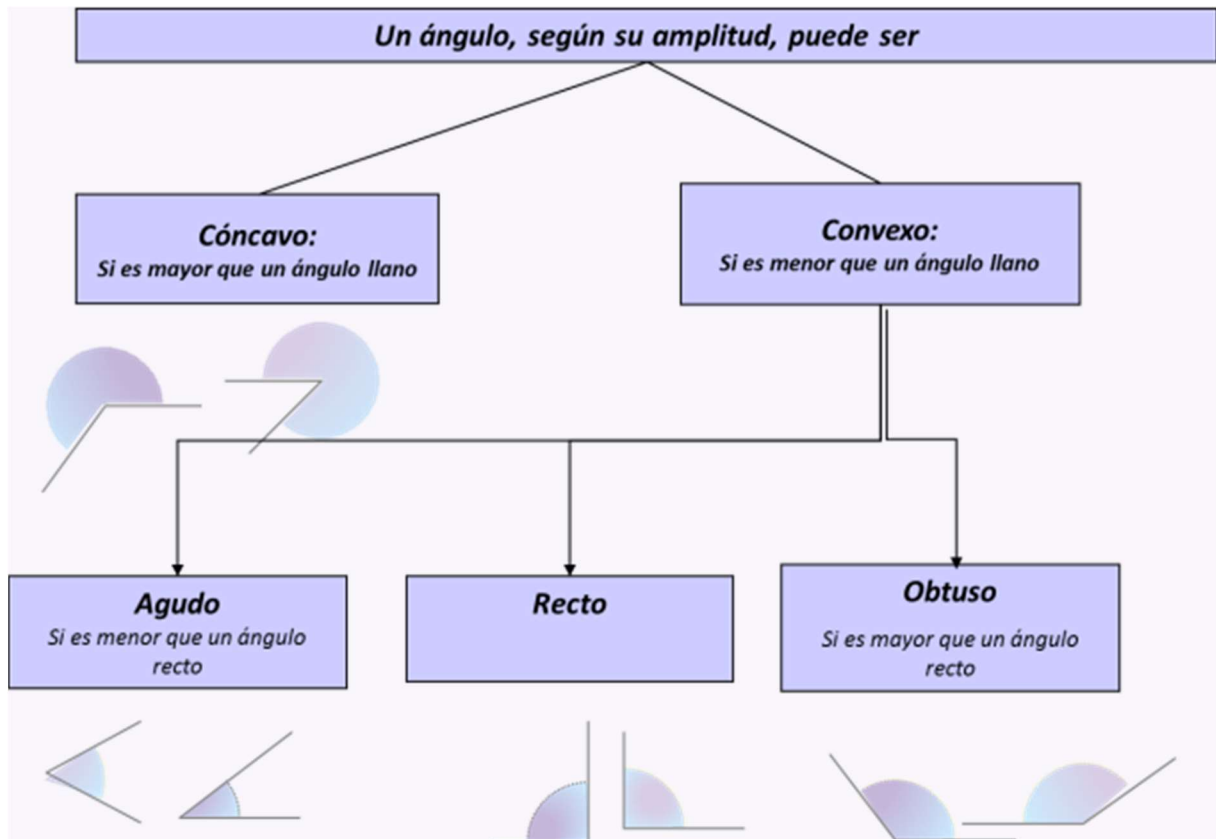 Un ángulo, según su amplitud, puede ser
Cóncavo:
Si es mayor que un ángulo llano
Convexo:
Si es menor que un ángulo llano
Agudo
Si es menor que un ángulo
recto
Recto
Obtuso
Si es mayor que un ángulo
recto